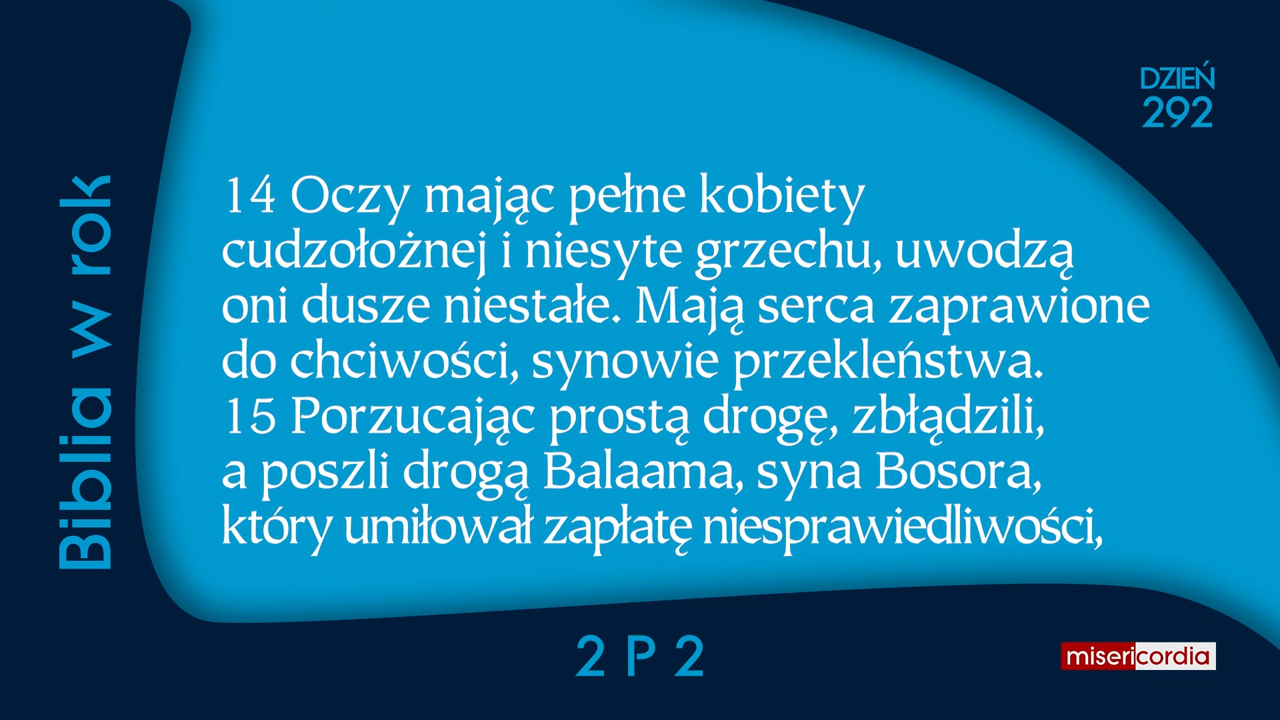 DZIEŃ
292
Biblia w rok
14 Oczy mając pełne kobiety
cudzołożnej i niesyte grzechu, uwodzą
oni dusze niestałe. Mają serca zaprawione
do chciwości, synowie przekleństwa.
15 Porzucając prostą drogę, zbłądzili,
a poszli drogą Balaama, syna Bosora,
który umiłował zapłatę niesprawiedliwości,
2 P 2
misericordia